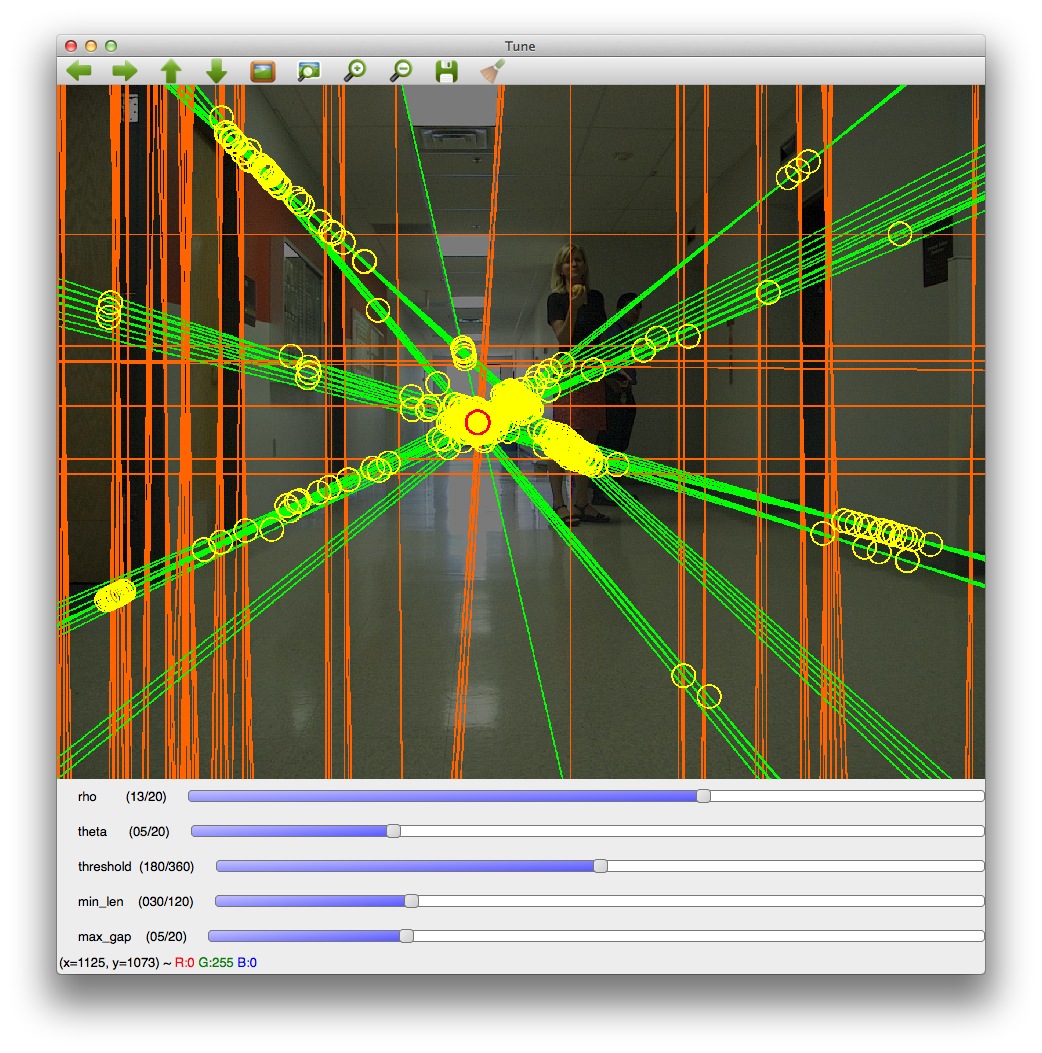 Tune
rho (13/20)
theta (05/20)
threshold (180/360)
min_len (030/120)
max_gap (05/20)
(x=1125, y=1073) ~ R:0 G:255 B:0